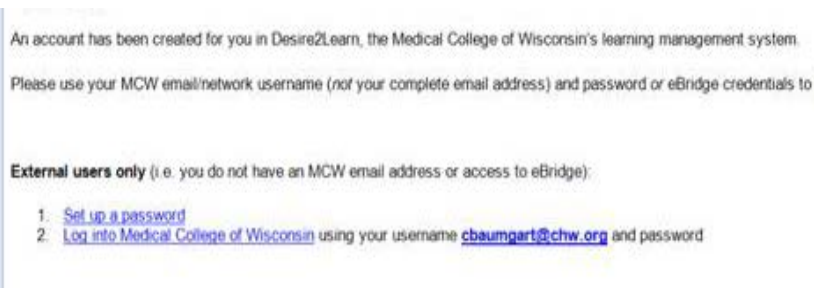 An account has been created for you in Desire2Learn, the Medical College of Wisconsin's learning management system.
Please use your MCW email/network username (not your complete email address) and password or eBridge credentials to
External users only (i.e. you do not have an MCW email address or access to eBridge):
1. Set up a password
2. Log into Medical College of Wisconsin using your username cbaumgart@chw.org and password